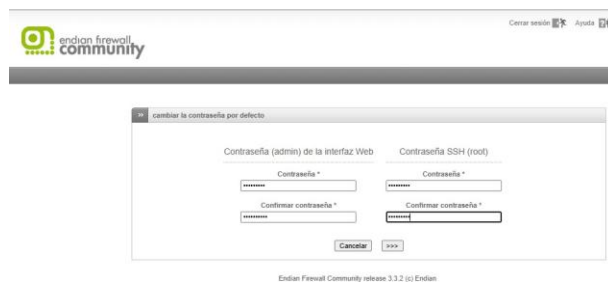 Cerrar sesión Ayuda
endian firewall
community
cambiar la contraseña por defecto
Contraseña (admin) de la interfaz Web Contraseña SSH (root)
Contraseña * Contraseña *
Confirmar contraseña * Confirmar contraseña *
Cancelar >>>
Endian Firewall Community release 3.3.2 (c) Endian